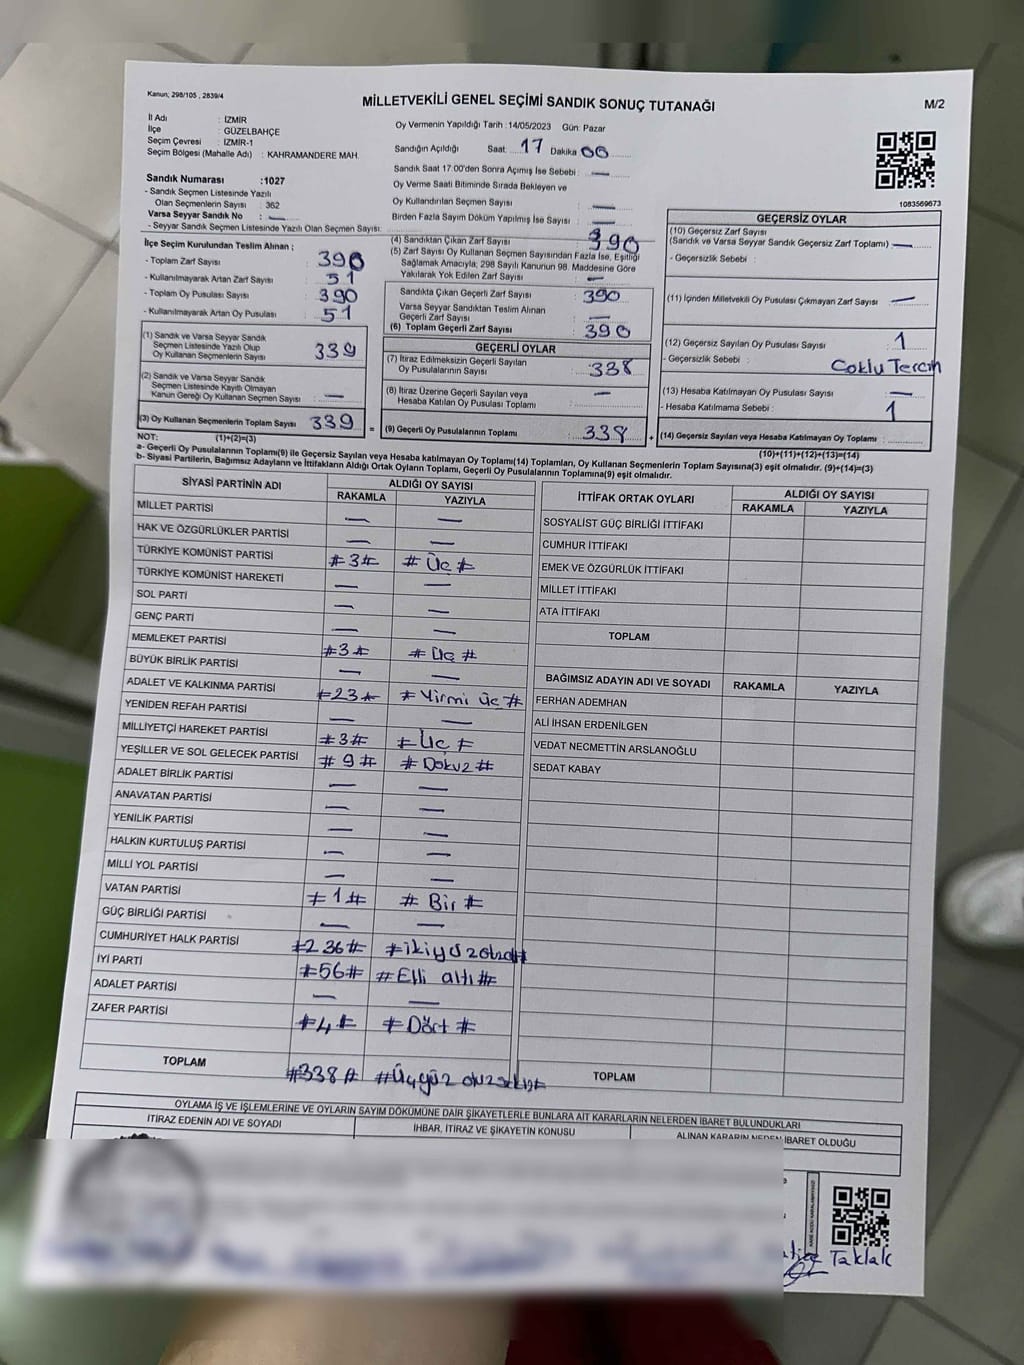 Kanun; 298/105 , 2839/4
MİLLETVEKİLİ GENEL SEÇİMİ SANDIK SONUÇ TUTANAĞI
M/2
İl Adı : İZMİR
İlçe : GÜZELBAHÇE
Seçim Çevresi : İZMİR-1
Seçim Bölgesi (Mahalle Adı) : KAHRAMANDERE MAH.
Sandık Numarası :1027
- Sandık Seçmen Listesinde Yazılı
Olan Seçmenlerin Sayısı : 362
Varsa Seyyar Sandık No : —
- Seyyar Sandık Seçmen Listesinde Yazılı Olan Seçmen Sayısı:
Oy Vermenin Yapıldığı Tarih :14/05/2023 Gün: Pazar
Sandığın Açıldığı Saat: 17 Dakika 00
Sandık Saat 17:00'den Sonra Açımış İse Sebebi : —
Oy Verme Saati Bitiminde Sırada Bekleyen ve
Oy Kullandırılan Seçmen Sayısı —
Birden Fazla Sayım Döküm Yapılmış İse Sayısı : —
1083569673
İlçe Seçim Kurulundan Teslim Alınan ;
- Toplam Zarf Sayısı 390
- Kullanılmayarak Artan Zarf Sayısı 51
- Toplam Oy Pusulası Sayısı 390
- Kullanılmayarak Artan Oy Pusulası 51
(1) Sandık ve Varsa Seyyar Sandık
Seçmen Listesinde Yazılı Olup
Oy Kullanan Seçmenlerin Sayısı 339
(2) Sandık ve Varsa Seyyar Sandık
Seçmen Listesinde Kayıtlı Olmayan
Kanun Gereği Oy Kullanan Seçmen Sayısı : —
(3) Oy Kullanan Seçmenlerin Toplam Sayısı 339 =
(4) Sandıktan Çıkan Zarf Sayısı 390
(5) Zarf Sayısı Oy Kullanan Seçmen Sayısından Fazla İse, Eşitliği
Sağlamak Amacıyla; 298 Sayılı Kanunun 98. Maddesine Göre
Yakılarak Yok Edilen Zarf Sayısı —
Sandıkta Çıkan Geçerli Zarf Sayısı 390
Varsa Seyyar Sandıktan Teslim Alınan
Geçerli Zarf Sayısı —
(6) Toplam Geçerli Zarf Sayısı 390
GEÇERLİ OYLAR
(7) İtiraz Edilmeksizin Geçerli Sayılan
Oy Pusulalarının Sayısı : 338
(8) İtiraz Üzerine Geçerli Sayılan veya
Hesaba Katılan Oy Pusulası Toplamı : —
(9) Geçerli Oy Pusulalarının Toplamı : 338 +
GEÇERSİZ OYLAR
(10) Geçersiz Zarf Sayısı
(Sandık ve Varsa Seyyar Sandık Geçersiz Zarf Toplamı) —
- Geçersizlik Sebebi :
(11) İçinden Milletvekili Oy Pusulası Çıkmayan Zarf Sayısı : —
(12) Geçersiz Sayılan Oy Pusulası Sayısı : 1
- Geçersizlik Sebebi : Coklu Tercih
(13) Hesaba Katılmayan Oy Pusulası Sayısı : —
- Hesaba Katılmama Sebebi : 1
(14) Geçersiz Sayılan veya Hesaba Katılmayan Oy Toplamı :
NOT: (1)+(2)=(3)
(10)+(11)+(12)+(13)=(14)
a- Geçerli Oy Pusulalarının Toplamı(9) ile Geçersiz Sayılan veya Hesaba katılmayan Oy Toplamı(14) Toplamları, Oy Kullanan Seçmenlerin Toplam Sayısına(3) eşit olmalıdır. (9)+(14)=(3)
b- Siyasi Partilerin, Bağımsız Adayların ve İttifakların Aldığı Ortak Oyların Toplamı, Geçerli Oy Pusulalarının Toplamına(9) eşit olmalıdır.
SİYASİ PARTİNİN ADI ALDIĞI OY SAYISI
RAKAMLA YAZIYLA
MİLLET PARTİSİ — —
HAK VE ÖZGÜRLÜKLER PARTİSİ — —
TÜRKİYE KOMÜNİST PARTİSİ #3# # Üç #
TÜRKİYE KOMÜNİST HAREKETİ — —
SOL PARTİ — —
GENÇ PARTİ — —
MEMLEKET PARTİSİ #3# # Üç #
BÜYÜK BİRLİK PARTİSİ — —
ADALET VE KALKINMA PARTİSİ #23# # Yirmi üç #
YENİDEN REFAH PARTİSİ — —
MİLLİYETÇİ HAREKET PARTİSİ #3# # Üç #
YEŞİLLER VE SOL GELECEK PARTİSİ # 9 # # Dokuz #
ADALET BİRLİK PARTİSİ — —
ANAVATAN PARTİSİ — —
YENİLİK PARTİSİ — —
HALKIN KURTULUŞ PARTİSİ — —
MİLLİ YOL PARTİSİ — —
VATAN PARTİSİ #1# # Bir #
GÜÇ BİRLİĞİ PARTİSİ — —
CUMHURİYET HALK PARTİSİ #236#
İYİ PARTİ #56# #Elli altı#
ADALET PARTİSİ — —
ZAFER PARTİSİ #4# # Dört #
TOPLAM #338#
İTTİFAK ORTAK OYLARI ALDIĞI OY SAYISI
RAKAMLA YAZIYLA
SOSYALİST GÜÇ BİRLİĞİ İTTİFAKI
CUMHUR İTTİFAKI
EMEK VE ÖZGÜRLÜK İTTİFAKI
MİLLET İTTİFAKI
ATA İTTİFAKI
TOPLAM
BAĞIMSIZ ADAYIN ADI VE SOYADI RAKAMLA YAZIYLA
FERHAN ADEMHAN
ALİ İHSAN ERDENİLGEN
VEDAT NECMETTİN ARSLANOĞLU
SEDAT KABAY
TOPLAM
OYLAMA İŞ VE İŞLEMLERİNE VE OYLARIN SAYIM DÖKÜMÜNE DAİR ŞİKAYETLERLE BUNLARA AİT KARARLARIN NELERDEN İBARET BULUNDUKLARI
İTİRAZ EDENİN ADI VE SOYADI İHBAR, İTİRAZ VE ŞİKAYETİN KONUSU ALINAN KARARIN NEDEN İBARET OLDUĞU
Taklak